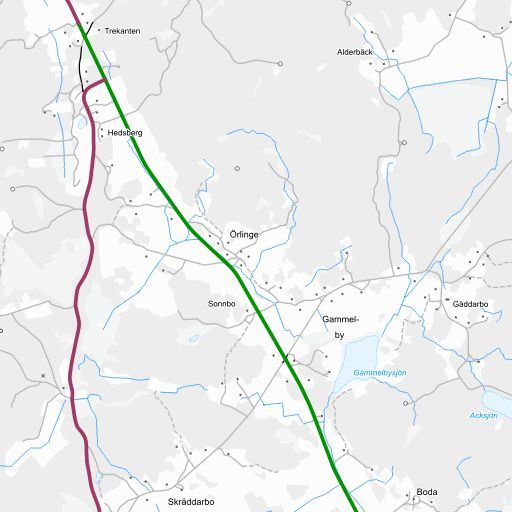 Trekanten
Alderbäck
Hedsberg
Örlinge
Sonnbo
Gammel-
by
Gäddarbo
Gammelbysjön
Acksjön
Boda
Skräddarbo